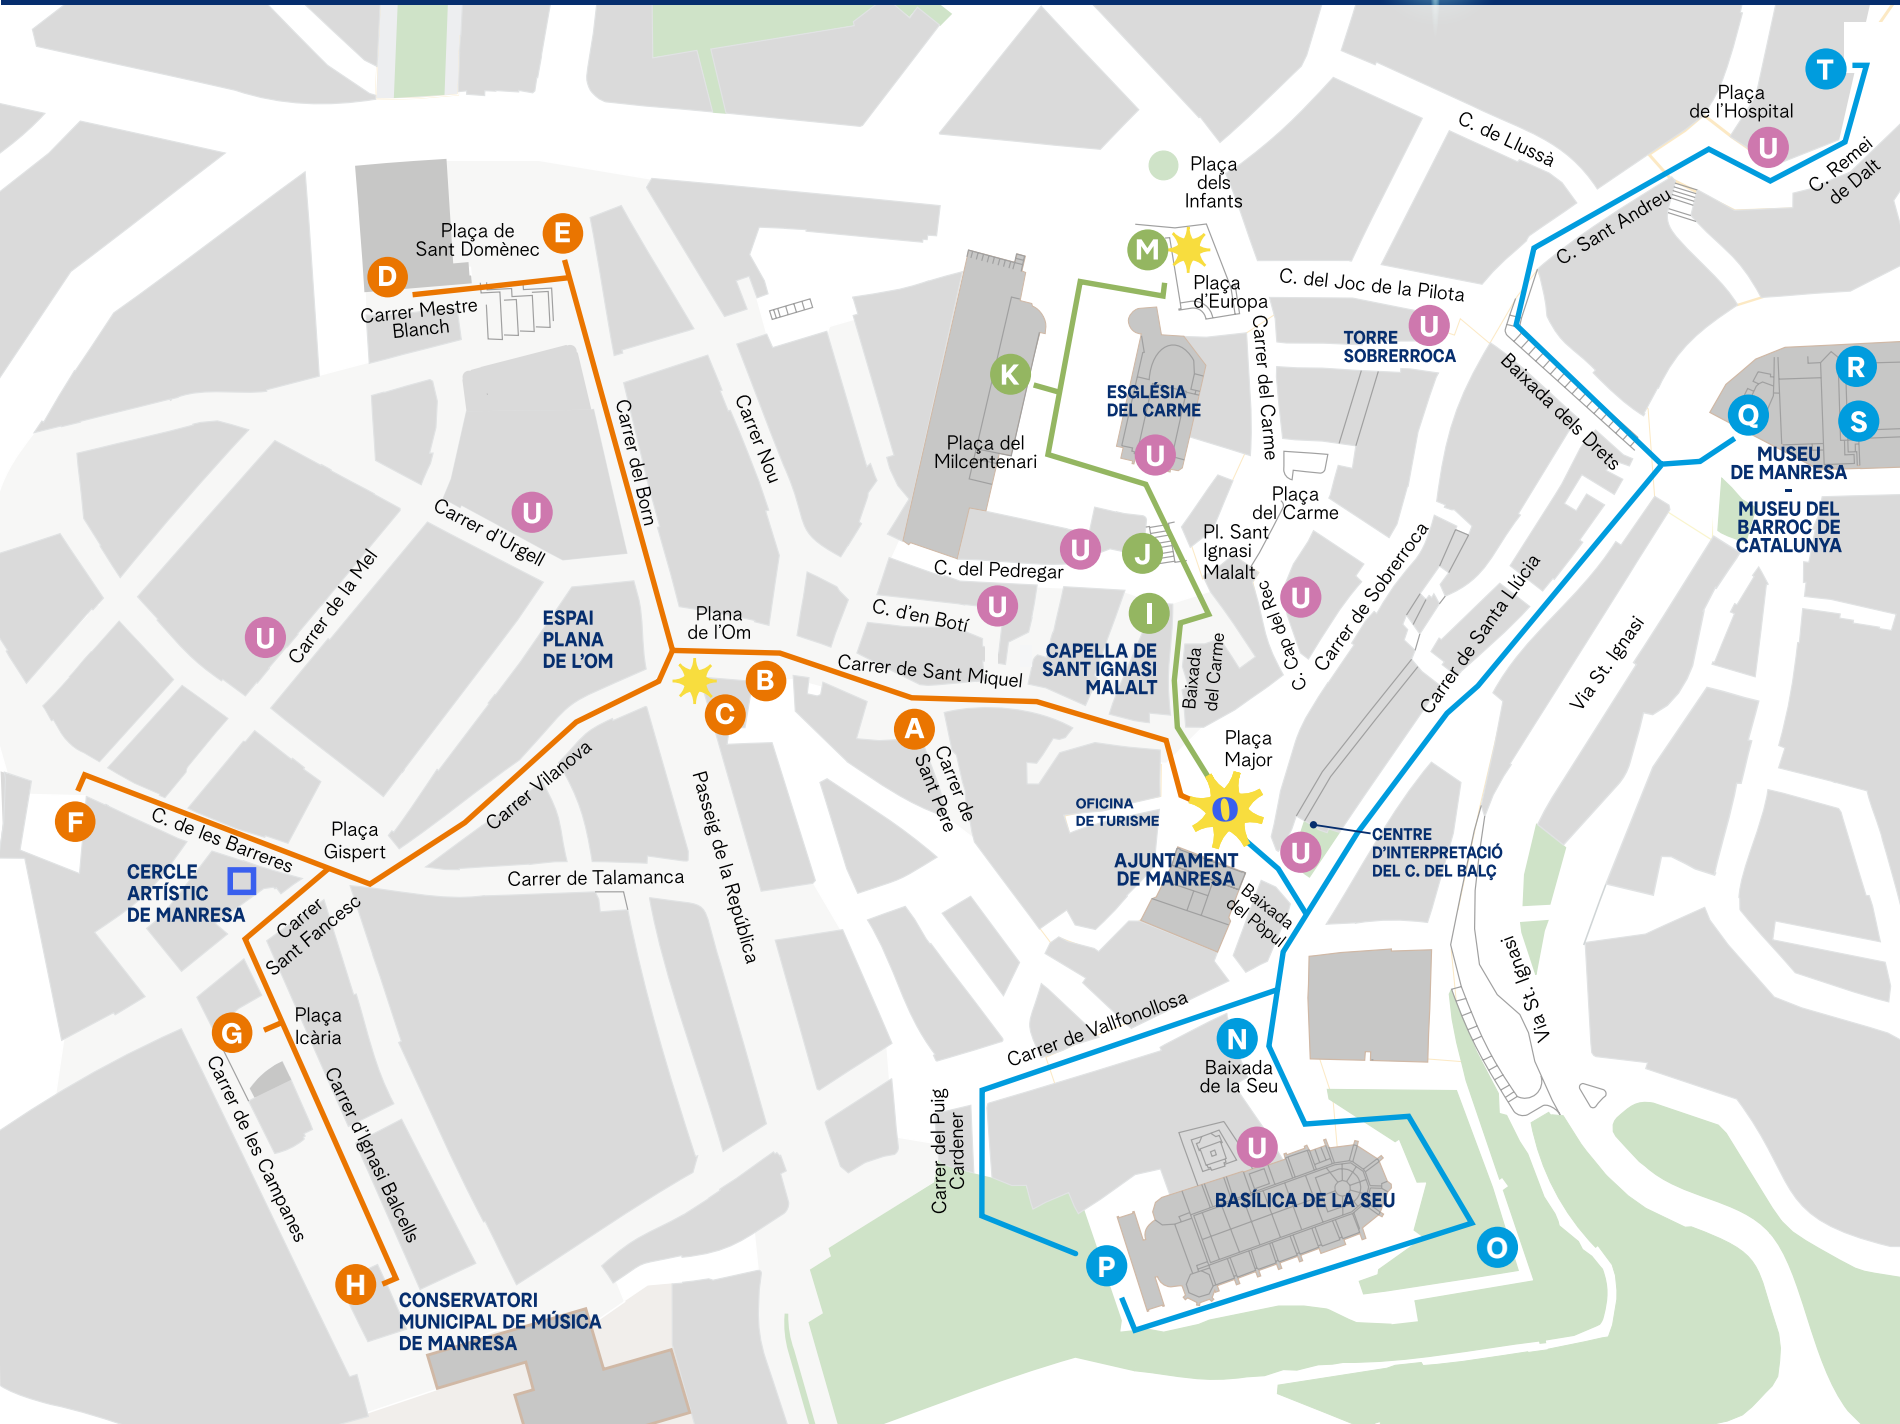 T
Plaça
de l'Hospital
U
C. Remei
de Dalt
C. de Llussà
C. Sant Andreu
Plaça
dels
Infants
M
Plaça
d'Europa
C. del Joc de la Pilota
U
TORRE
SOBRERROCA
Plaça de
Sant Domènec
E
D
Carrer Mestre
Blanch
K
ESGLÉSIA
DEL CARME
U
Carrer del Carme
Plaça del
Milcentenari
Baixada dels Drets
R
Q
S
MUSEU
DE MANRESA
-
MUSEU DEL
BARROC DE
CATALUNYA
Carrer del Born
Carrer Nou
Carrer d'Urgell
U
Carrer de la Mel
U
Plaça
del Carme
Pl. Sant
Ignasi
Malalt
U
J
C. del Pedregar
U
C. d'en Botí
I
U
C. Cap del Rec
Carrer de Sobrerroca
Carrer de Santa Llúcia
Via St. Ignasi
ESPAI
PLANA
DE L'OM
Plana
de l'Om
B
C
Carrer de Sant Miquel
A
Carrer de
Sant Pere
CAPELLA DE
SANT IGNASI
MALALT
Baixada
del Carme
Plaça
Major
OFICINA
DE TURISME
O
U
AJUNTAMENT
DE MANRESA
CENTRE
D'INTERPRETACIÓ
DEL C. DEL BALÇ
Baixada
del Pòpul
F
C. de les Barreres
Plaça
Gispert
Carrer Vilanova
Passeig de la República
Carrer de Talamanca
CERCLE
ARTÍSTIC
DE MANRESA
Carrer
Sant Fancesc
G
Plaça
Icària
Carrer de les Campanes
Carrer d'Ignasi Balcells
H
CONSERVATORI
MUNICIPAL DE MÚSICA
DE MANRESA
Via St. Ignasi
Carrer de Vallfonollosa
N
Baixada
de la Seu
Carrer del Puig
Cardener
U
BASÍLICA DE LA SEU
O
P